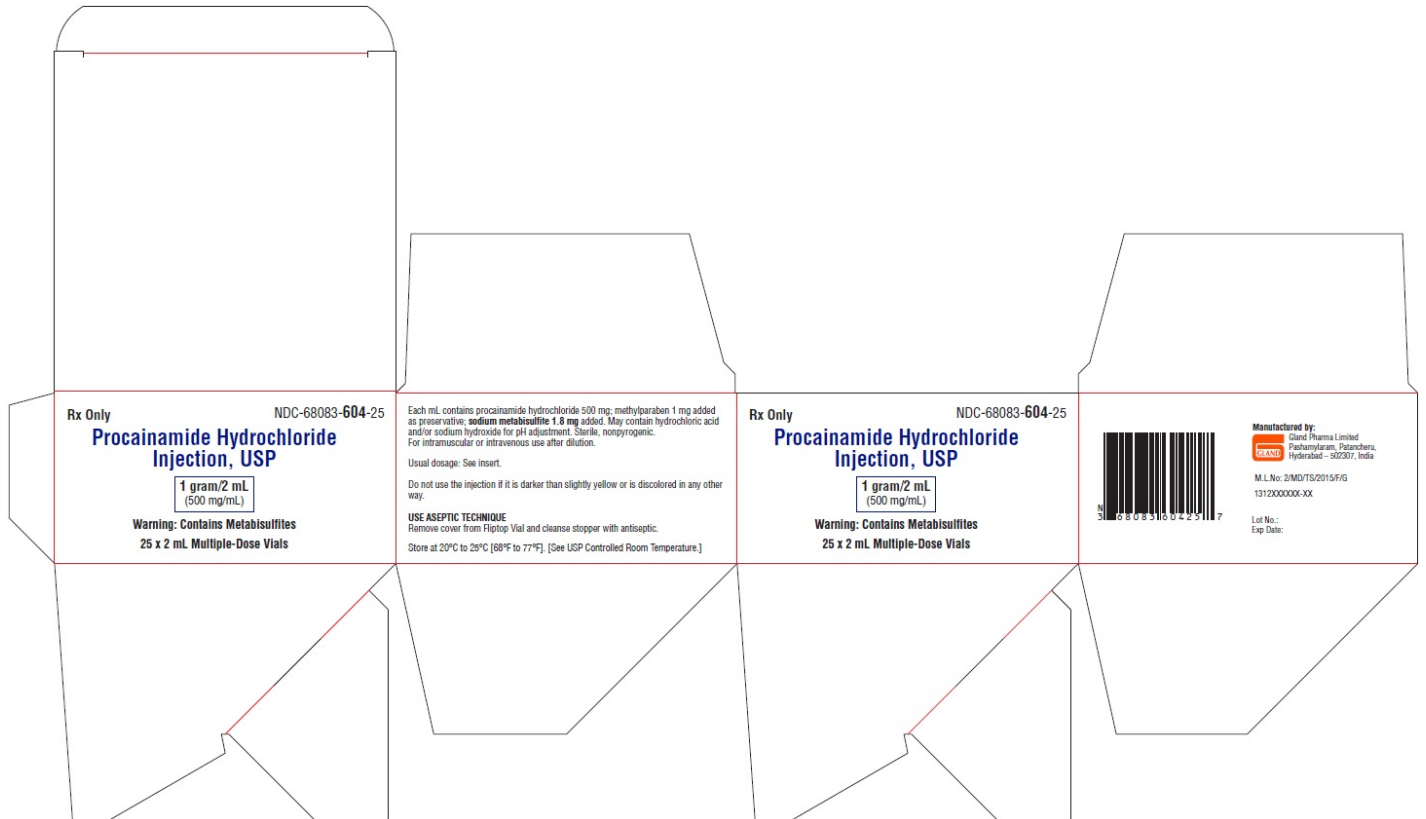 Rx Only
NDC-68083-604-25
Procainamide Hydrochloride
Injection, USP
1 gram/2 mL
(500 mg/mL)
Warning: Contains Metabisulfites
25 x 2 mL Multiple-Dose Vials
Each mL contains procainamide hydrochloride 500 mg; methylparaben 1 mg added
as preservative; sodium metabisulfite 1.8 mg added. May contain hydrochloric acid
and/or sodium hydroxide for pH adjustment. Sterile, nonpyrogenic.
For intramuscular or intravenous use after dilution.
Usual dosage: See insert.
Do not use the injection if it is darker than slightly yellow or is discolored in any other
way.
USE ASEPTIC TECHNIQUE
Remove cover from Fliptop Vial and cleanse stopper with antiseptic.
Store at 20ºC to 25ºC [68ºF to 77ºF]. [See USP Controlled Room Temperature.]
Rx Only
NDC-68083-604-25
Procainamide Hydrochloride
Injection, USP
1 gram/2 mL
(500 mg/mL)
Warning: Contains Metabisulfites
25 x 2 mL Multiple-Dose Vials
N
3 68083 60425 7
Manufactured by:
GLAND
Gland Pharma Limited
Pashamylaram, Patancheru,
Hyderabad – 502307, India
M.L.No: 2/MD/TS/2015/F/G
1312XXXXXX-XX
Lot No.:
Exp Date: